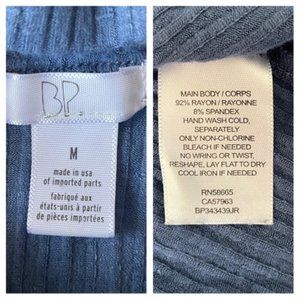 BP.
M
made in usa
of imported parts
fabriqué aux
états-unis à partir
de pièces importées
MAIN BODY / CORPS
92% RAYON / RAYONNE
8% SPANDEX
HAND WASH COLD,
SEPARATELY
ONLY NON-CHLORINE
BLEACH IF NEEDED
NO WIRING OR TWIST,
RESHAPE, LAY FLAT TO DRY
COOL IRON IF NEEDED
RN58665
CA57963
BP343439JR